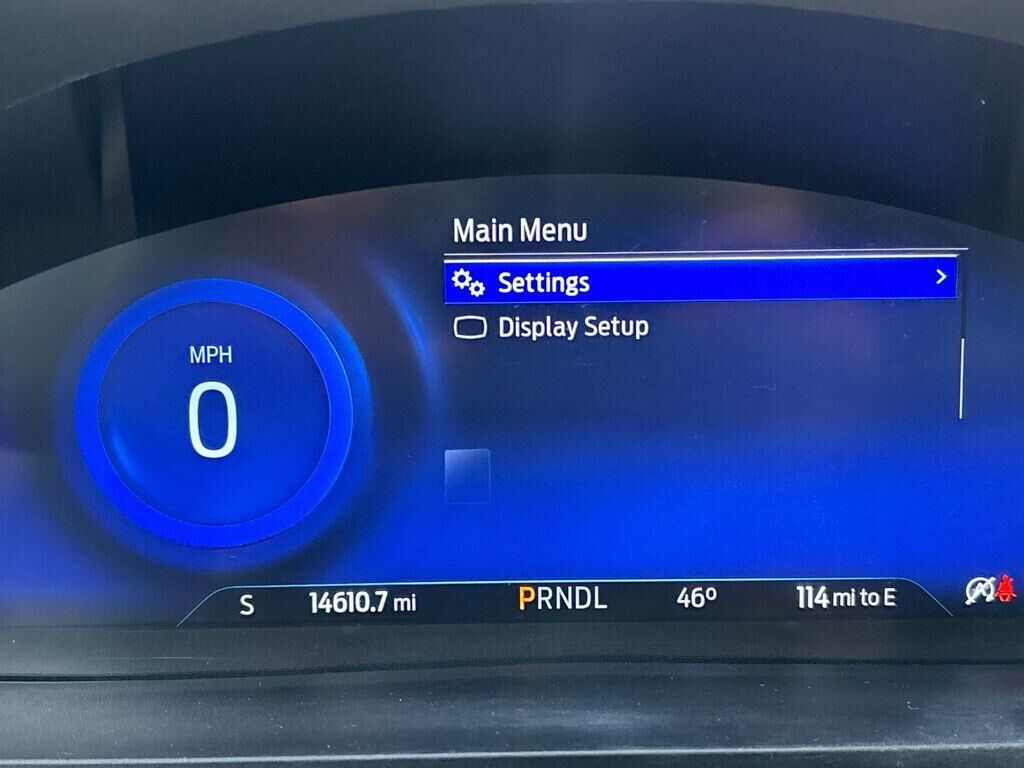 Main Menu
Settings
Display Setup
MPH
0
S 14610.7 mi PRNDL 46° 114 mi to E